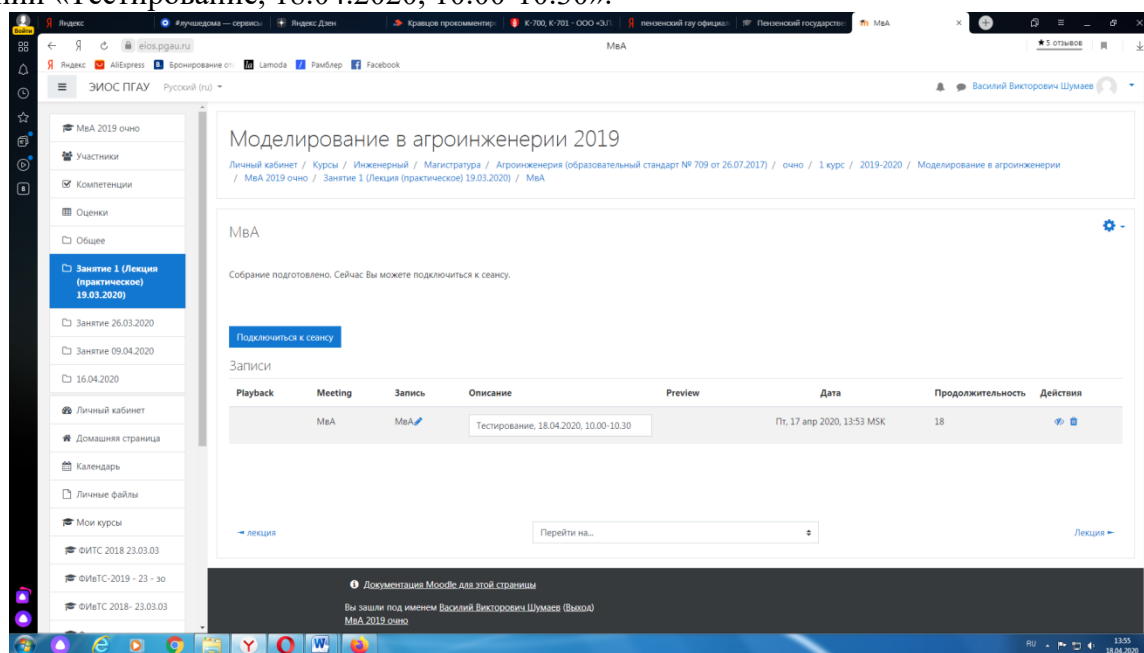 «Тестирование, 18.04.2020, 10.00-10.30».
Войти
Яндекс
#лучшедома — сервисы
Яндекс Дзен
Кравцов прокомментиро
К-700, К-701 - ООО «ЭЛ
пензенский гау официал
Пензенский государстве
МвА
eios.pgau.ru
МвА
★5 отзывов
Яндекс
AliExpress
Бронирование оте
Lamoda
Рамблер
Facebook
ЭИОС ПГАУ
Русский (ru)
Василий Викторович Шумаев
МвА 2019 очно
Участники
Компетенции
Оценки
Общее
Занятие 1 (Лекция
(практическое)
19.03.2020)
Занятие 26.03.2020
Занятие 09.04.2020
16.04.2020
Личный кабинет
Домашняя страница
Календарь
Личные файлы
Мои курсы
ФИТС 2018 23.03.03
ФИвТС-2019 - 23 - зо
ФИвТС 2018- 23.03.03
Моделирование в агроинженерии 2019
Личный кабинет / Курсы / Инженерный / Магистратура / Агроинженерия (образовательный стандарт № 709 от 26.07.2017) / очно / 1 курс / 2019-2020 / Моделирование в агроинженерии
/ МвА 2019 очно / Занятие 1 (Лекция (практическое) 19.03.2020) / МвА
МвА
Собрание подготовлено. Сейчас Вы можете подключиться к сеансу.
Подключиться к сеансу
Записи
Playback Meeting Запись Описание Preview Дата Продолжительность Действия
МвА МвА Тестирование, 18.04.2020, 10.00-10.30 Пт, 17 апр 2020, 13:53 MSK 18
◄ лекция
Перейти на...
Лекция ►
Документация Moodle для этой страницы
Вы зашли под именем Василий Викторович Шумаев (Выход)
МвА 2019 очно
RU
13:55
18.04.2020